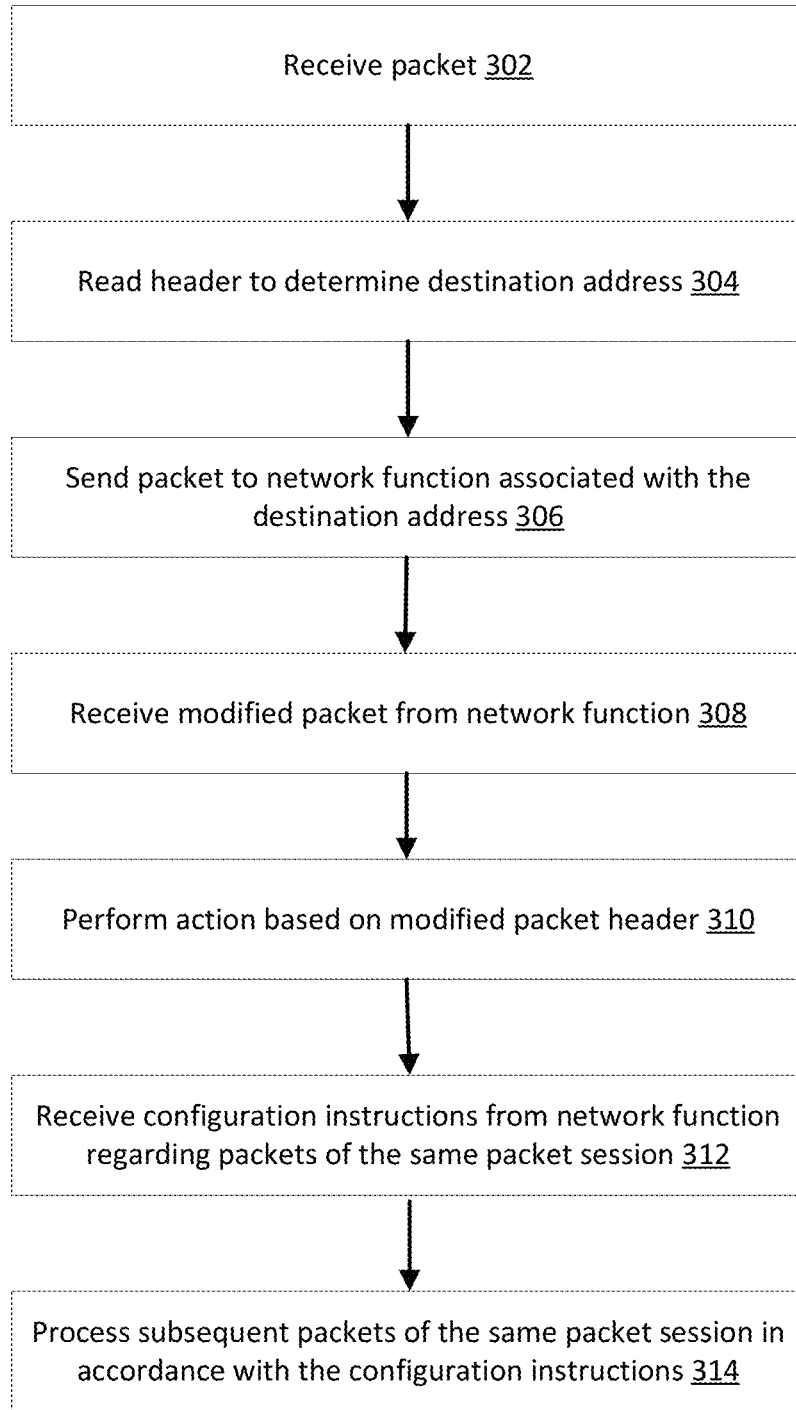 Receive packet 302
Read header to determine destination address 304
Send packet to network function associated with the
destination address 306
Receive modified packet from network function 308
Perform action based on modified packet header 310
Receive configuration instructions from network function
regarding packets of the same packet session 312
Process subsequent packets of the same packet session in
accordance with the configuration instructions 314